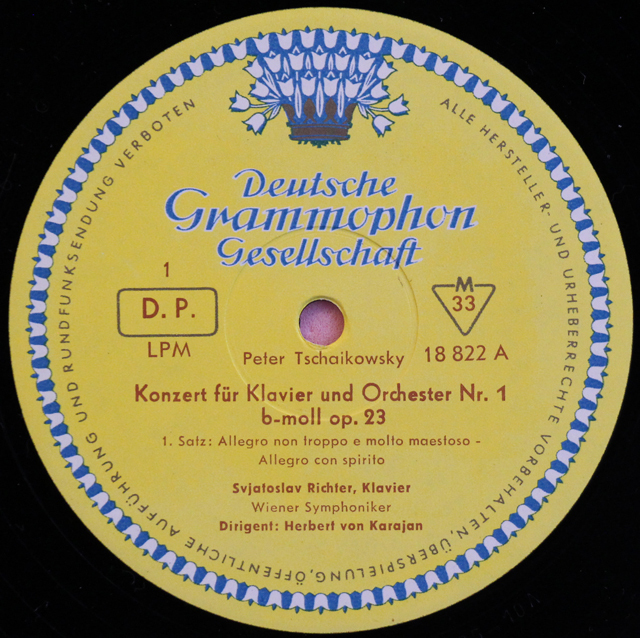 Deutsche
Grammophon
Gesellschaft
1
D. P.
LPM
M
33
Peter Tschaikowsky
18 822 A
Konzert für Klavier und Orchester Nr. 1
b-moll op. 23
1. Satz: Allegro non troppo e molto maestoso -
Allegro con spirito
Svjatoslav Richter, Klavier
Wiener Symphoniker
Dirigent: Herbert von Karajan
ALLE HERSTELLER- UND URHEBERRECHTE VORBEHALTEN, ÜBERSPIELUNG, ÖFFENTLICHE AUFFÜHRUNG UND RUNDFUNKSENDUNG VERBOTEN